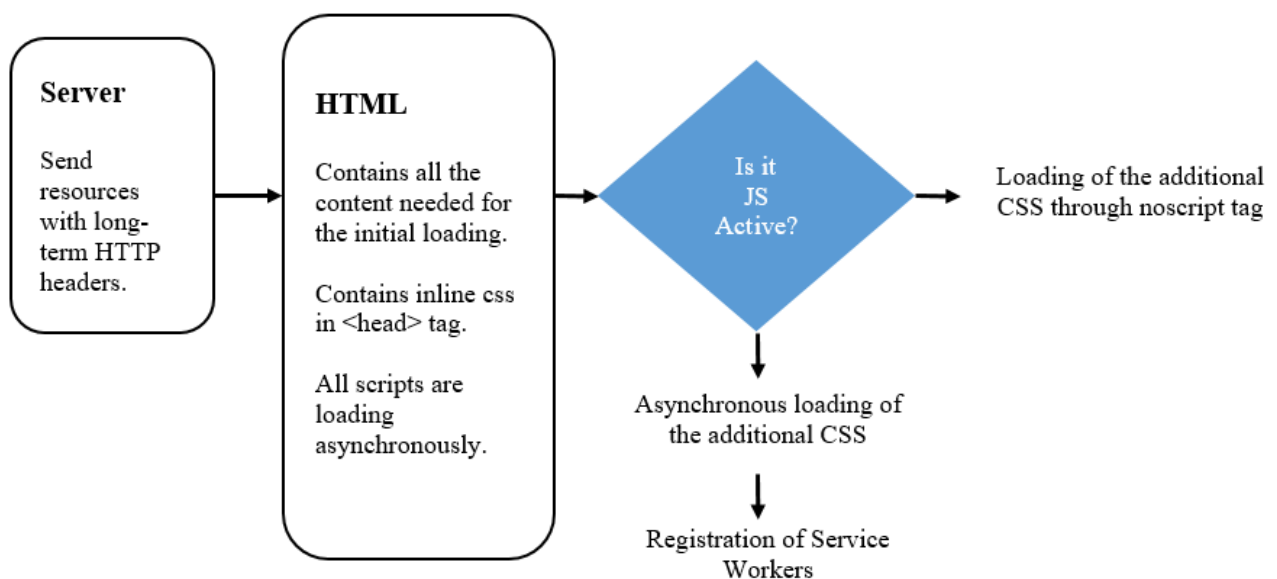 Server
Send
resources
with long-
term HTTP
headers.
HTML
Contains all the
content needed for
the initial loading.
Contains inline css
in <head> tag.
All scripts are
loading
asynchronously.
Is it
JS
Active?
Loading of the additional
CSS through noscript tag
Asynchronous loading of
the additional CSS
Registration of Service
Workers